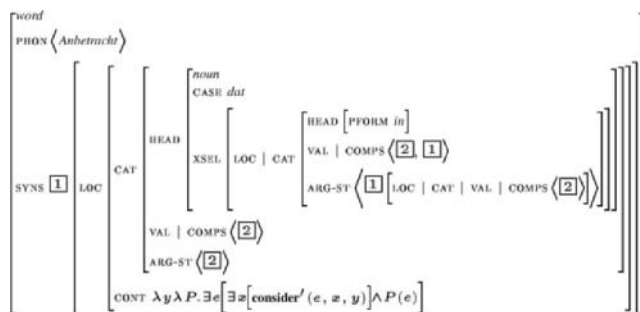 word
PHON ⟨Anbetracht⟩
noun
CASE dat
HEAD
HEAD [PFORM in]
XSEL [LOC | CAT
VAL | COMPS ⟨[2], [1]⟩
CAT
ARG-ST ⟨[1] [LOC | CAT | VAL | COMPS ⟨[2]⟩]⟩
SYNS [1] [LOC
VAL | COMPS ⟨[2]⟩
ARG-ST ⟨[2]⟩
CONT λyλP.∃e[∃x[consider′(e, x, y)]∧P(e)]